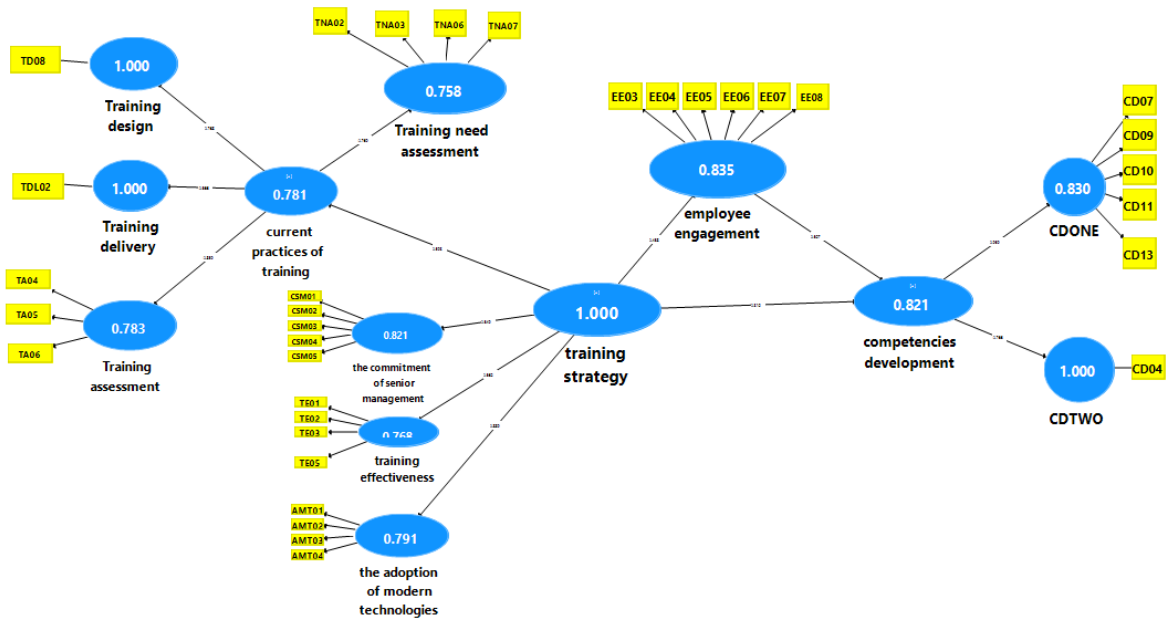 TNA02
TNA03
TNA06
TNA07
TD08
1.000
Training
design
0.758
Training need
assessment
EE03
EE04
EE05
EE06
EE07
EE08
CD07
CD09
CD10
CD11
CD13
0.830
CDONE
TDL02
1.000
Training
delivery
0.781
current
practices of
training
0.835
employee
engagement
TA04
TA05
TA06
0.783
Training
assessment
CSM01
CSM02
CSM03
CSM04
CSM05
0.821
the commitment
of senior
management
1.000
training
strategy
0.821
competencies
development
1.000
CD04
CDTWO
TE01
TE02
TE03
TE05
0.768
training
effectiveness
AMT01
AMT02
AMT03
AMT04
0.791
the adoption
of modern
technologies